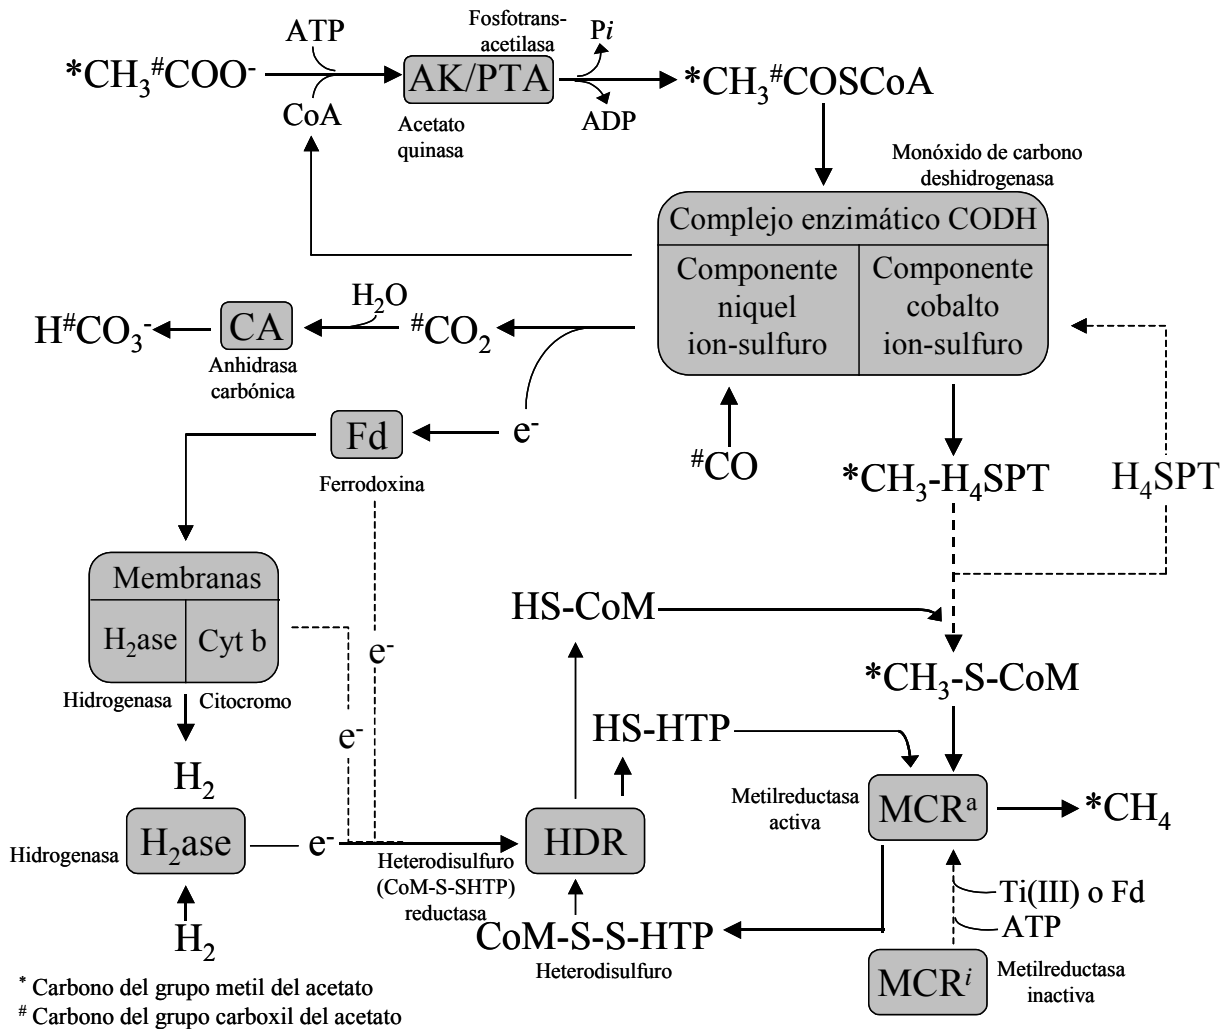 Fosfotrans-
acetilasa
ATP
Pi
*CH3#COO-
AK/PTA
*CH3#COSCoA
CoA
Acetato
quinasa
ADP
Monóxido de carbono
deshidrogenasa
Complejo enzimático CODH
Componente
niquel
ion-sulfuro
Componente
cobalto
ion-sulfuro
H2O
H#CO3-
CA
#CO2
Anhidrasa
carbónica
Fd
e-
Ferrodoxina
#CO
*CH3-H4SPT
H4SPT
Membranas
H2ase
Cyt b
Hidrogenasa
Citocromo
e-
e-
HS-CoM
*CH3-S-CoM
HS-HTP
H2
Metilreductasa
activa
MCRa
*CH4
Hidrogenasa
H2ase
e-
HDR
Heterodisulfuro
(CoM-S-SHTP)
reductasa
H2
CoM-S-S-HTP
Heterodisulfuro
Ti(III) o Fd
ATP
MCRi
Metilreductasa
inactiva
* Carbono del grupo metil del acetato
# Carbono del grupo carboxil del acetato